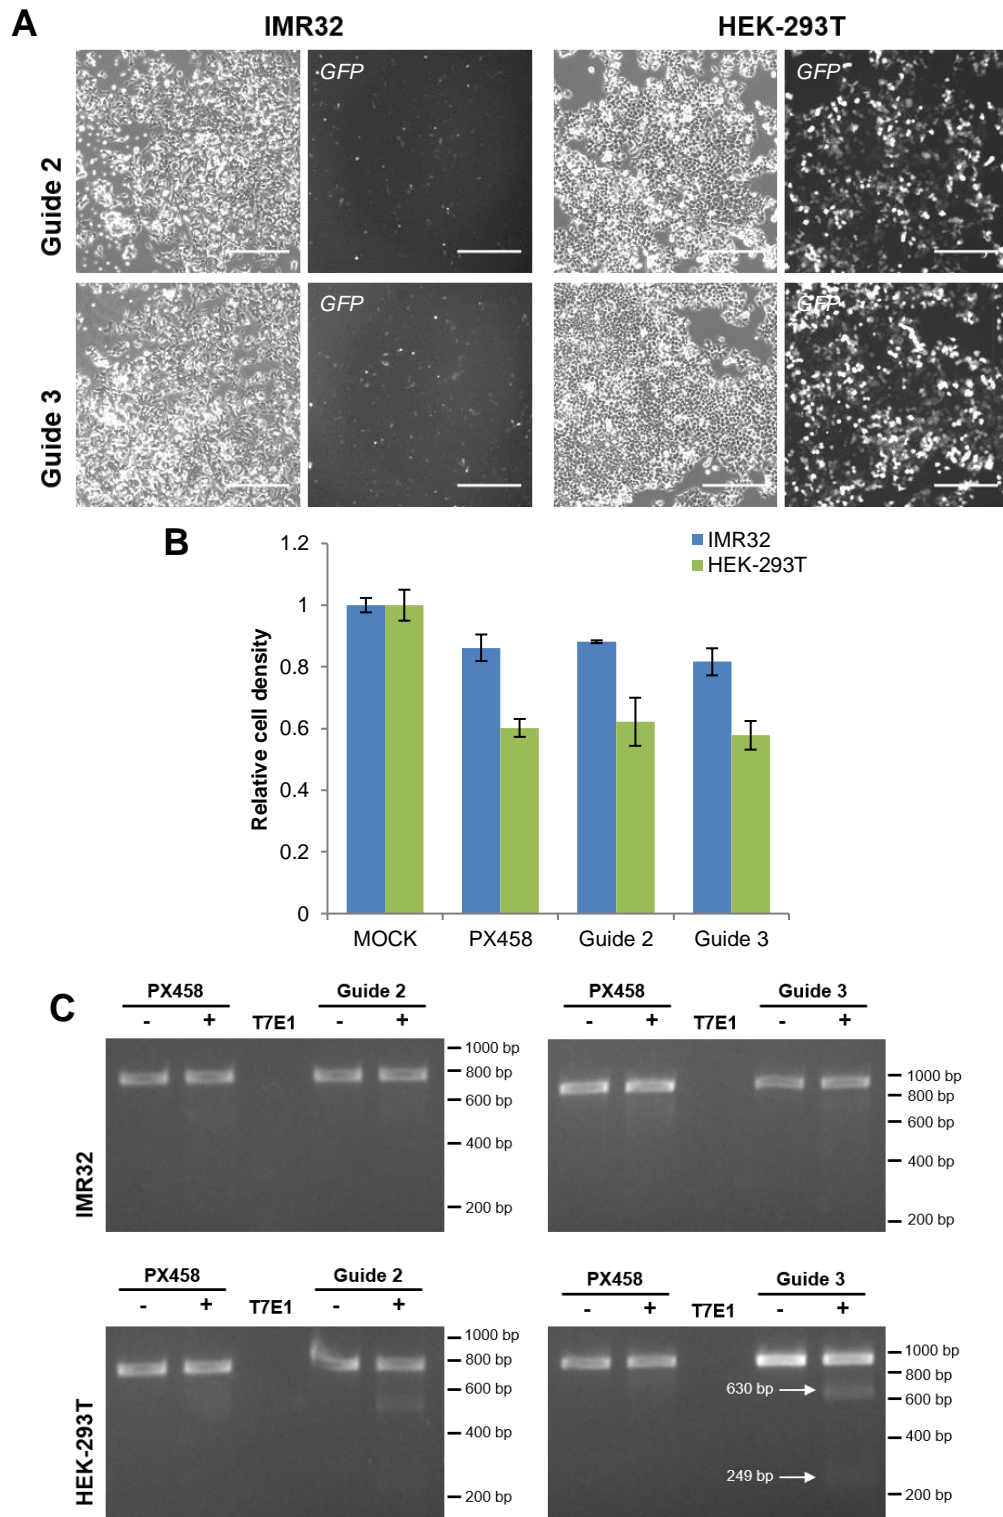 A
IMR32
HEK-293T
Guide 2
GFP
GFP
Guide 3
GFP
GFP
B
Relative cell density
1.2
1
0.8
0.6
0.4
0.2
0
IMR32
HEK-293T
MOCK PX458 Guide 2 Guide 3
C
IMR32
PX458 Guide 2
- + T7E1 - +
1000 bp
800 bp
600 bp
400 bp
200 bp
PX458 Guide 3
- + T7E1 - +
1000 bp
800 bp
600 bp
400 bp
200 bp
HEK-293T
PX458 Guide 2
- + T7E1 - +
1000 bp
800 bp
600 bp
400 bp
200 bp
PX458 Guide 3
- + T7E1 - +
1000 bp
800 bp
630 bp
600 bp
400 bp
249 bp
200 bp